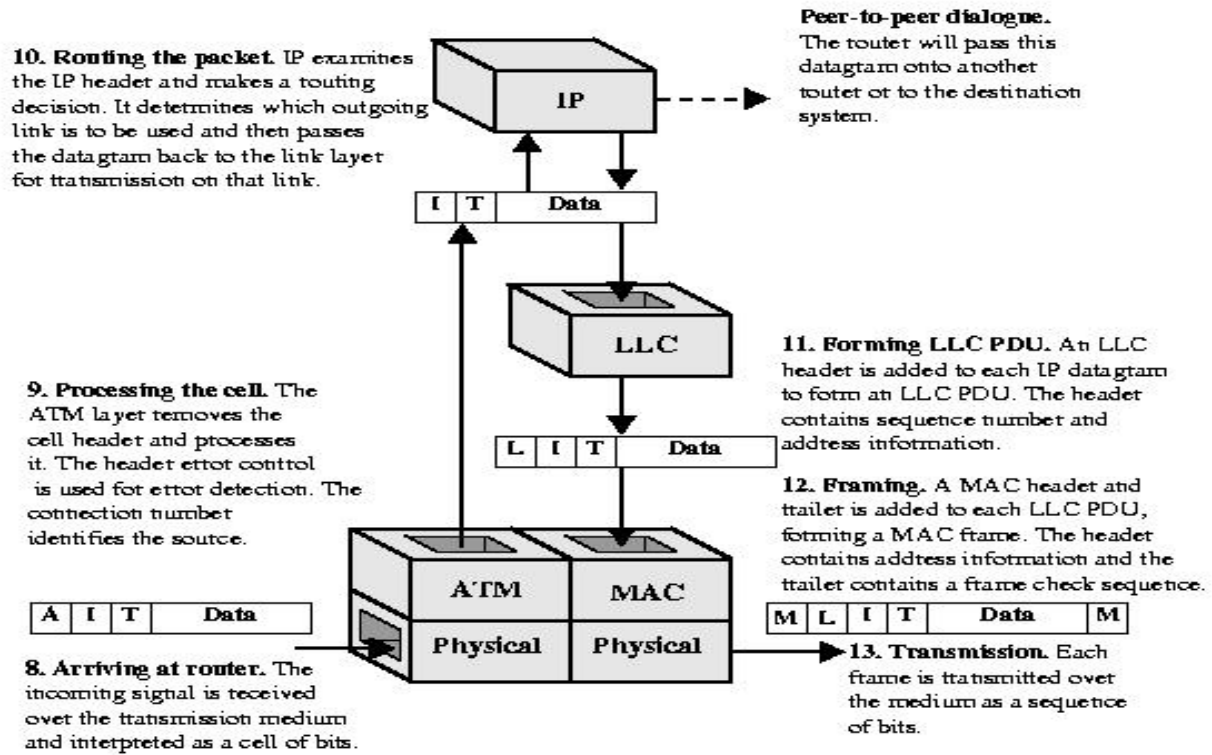 10. Routing the packet. IP examines
the IP header and makes a routing
decision. It determines which outgoing
link is to be used and then passes
the datagram back to the link layer
for transmission on that link.
Peer-to-peer dialogue.
The router will pass this
datagram onto another
router or to the destination
system.
IP
I T Data
LLC
11. Forming LLC PDU. An LLC
header is added to each IP datagram
to form an LLC PDU. The header
contains sequence number and
address information.
9. Processing the cell. The
ATM layer removes the
cell header and processes
it. The header error control
is used for error detection. The
connection number
identifies the source.
L I T Data
12. Framing. A MAC header and
trailer is added to each LLC PDU,
forming a MAC frame. The header
contains address information and the
trailer contains a frame check sequence.
ATM MAC
A I T Data
Physical Physical
M L I T Data M
8. Arriving at router. The
incoming signal is received
over the transmission medium
and interpreted as a cell of bits.
13. Transmission. Each
frame is transmitted over
the medium as a sequence
of bits.